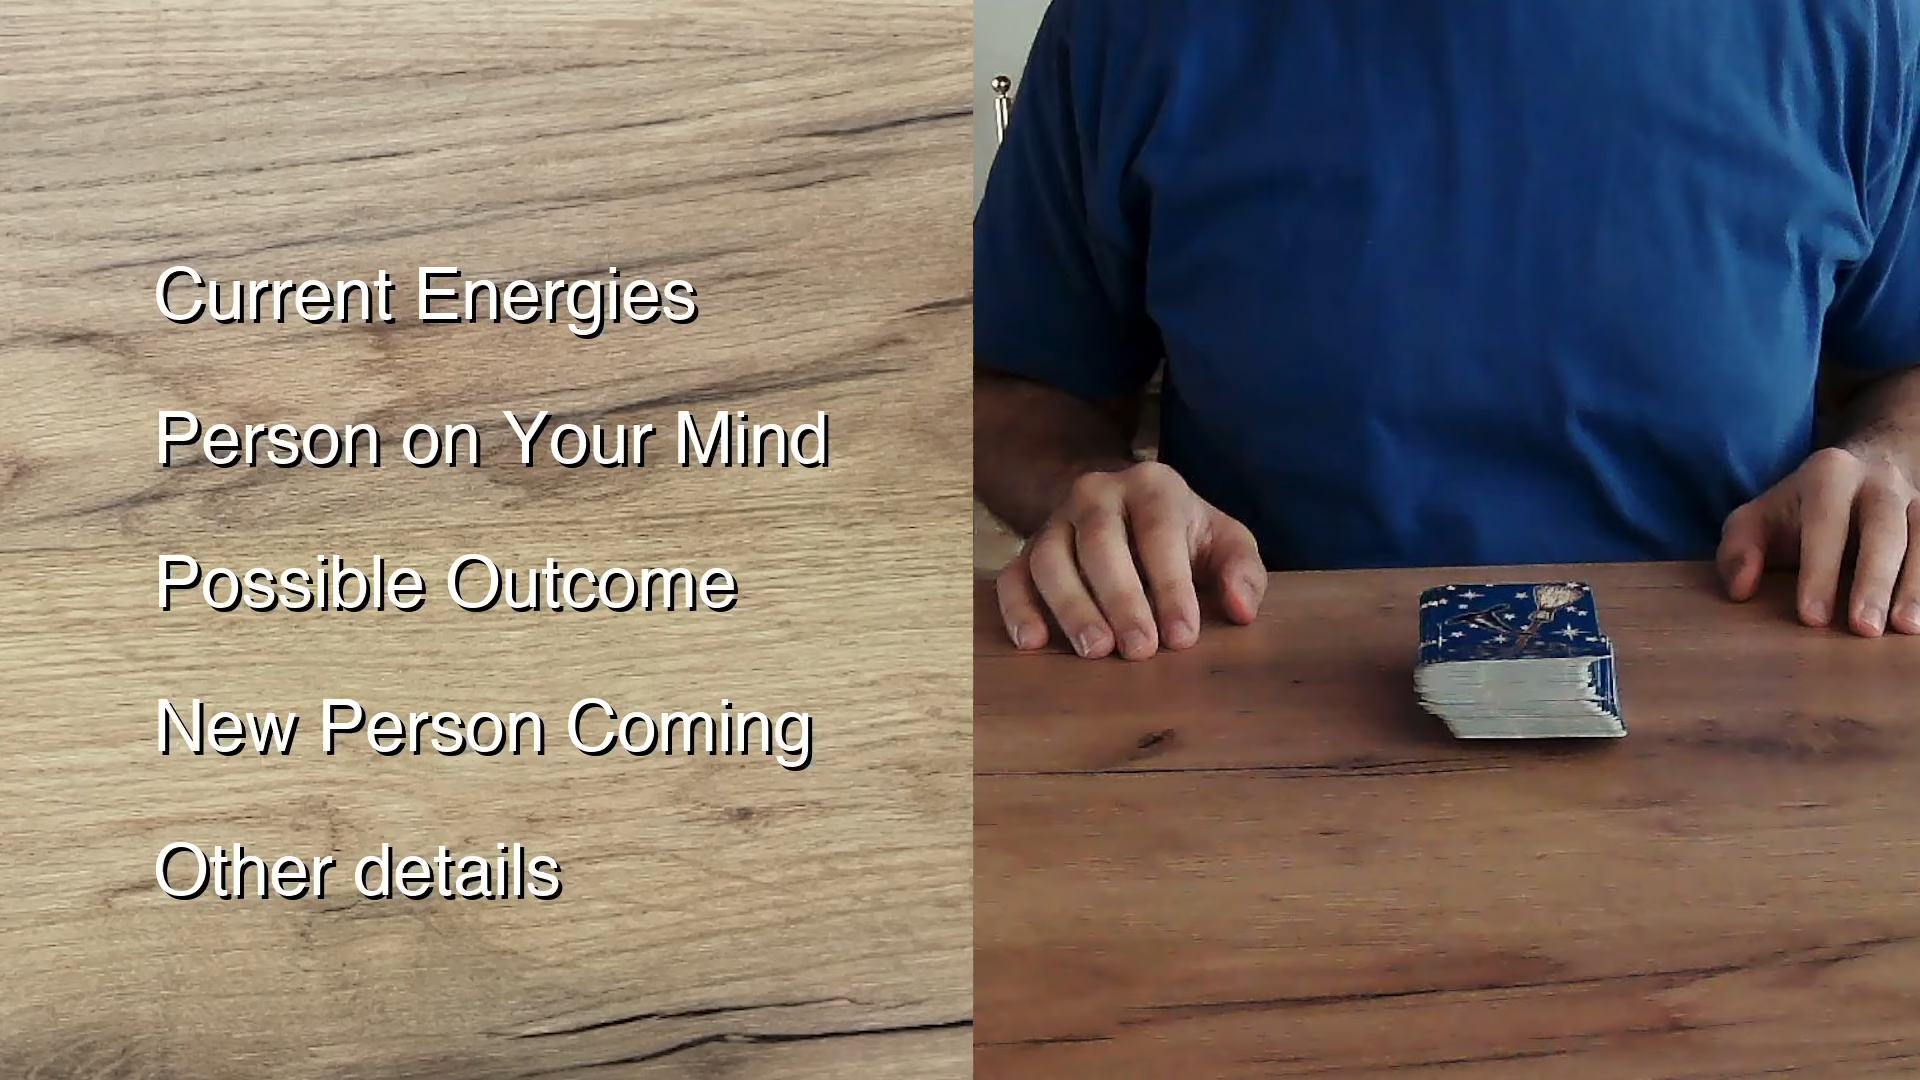 Current Energies
Person on Your Mind
Possible Outcome
New Person Coming
Other details